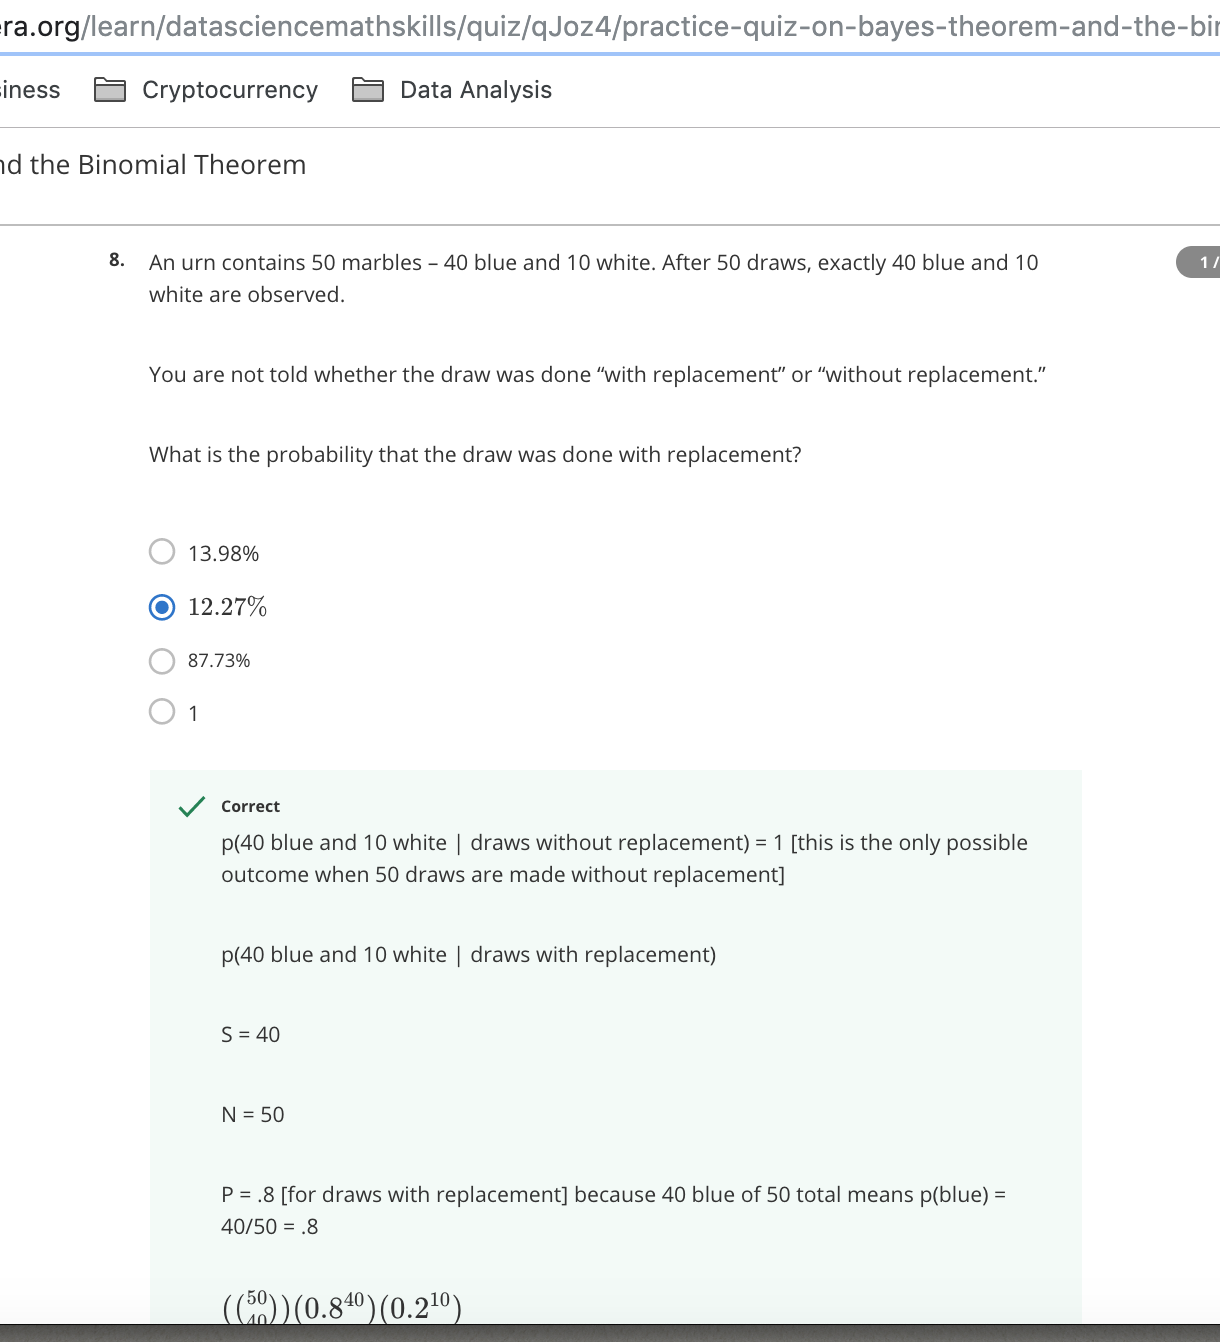 era.org/learn/datasciencemathskills/quiz/qJoz4/practice-quiz-on-bayes-theorem-and-the-bi
Cryptocurrency Data Analysis
the Binomial Theorem
8. An urn contains 50 marbles – 40 blue and 10 white. After 50 draws, exactly 40 blue and 10
white are observed.
1 /
You are not told whether the draw was done “with replacement” or “without replacement.”
What is the probability that the draw was done with replacement?
13.98%
12.27%
87.73%
1
Correct
p(40 blue and 10 white | draws without replacement) = 1 [this is the only possible
outcome when 50 draws are made without replacement]
p(40 blue and 10 white | draws with replacement)
S = 40
N = 50
P = .8 [for draws with replacement] because 40 blue of 50 total means p(blue) =
40/50 = .8
((50 40))(0.8^40)(0.2^10)